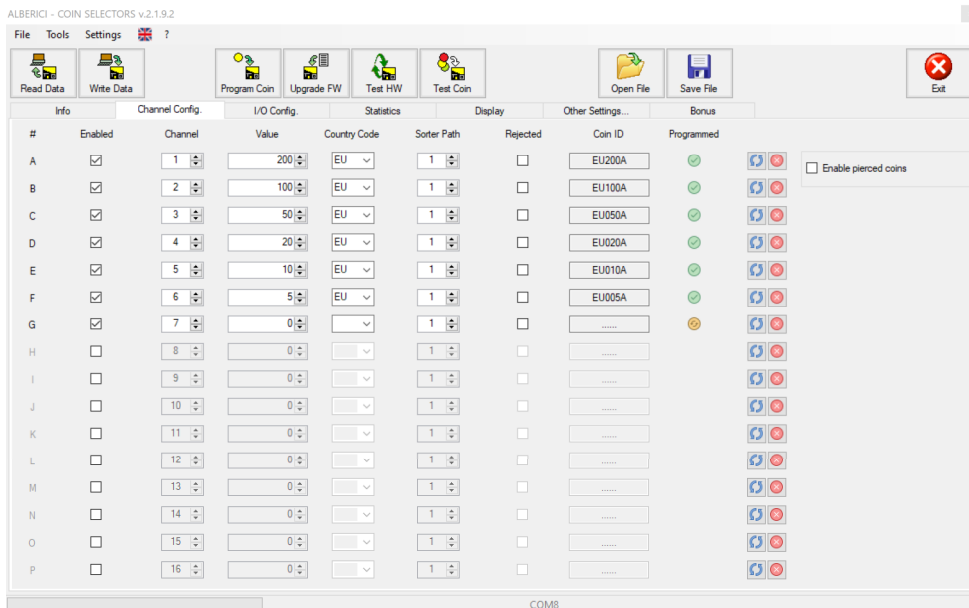 ALBERICI - COIN SELECTORS v.2.1.9.2
File Tools Settings ?
Read Data Write Data Program Coin Upgrade FW Test HW Test Coin Open File Save File Exit
Info Channel Config. I/O Config. Statistics Display Other Settings... Bonus
# Enabled Channel Value Country Code Sorter Path Rejected Coin ID Programmed
A 1 200 EU 1 EU200A Enable pierced coins
B 2 100 EU 1 EU100A
C 3 50 EU 1 EU050A
D 4 20 EU 1 EU020A
E 5 10 EU 1 EU010A
F 6 5 EU 1 EU005A
G 7 0 1 ......
H 8 0 1 ......
I 9 0 1 ......
J 10 0 1 ......
K 11 0 1 ......
L 12 0 1 ......
M 13 0 1 ......
N 14 0 1 ......
O 15 0 1 ......
P 16 0 1 ......
COM8